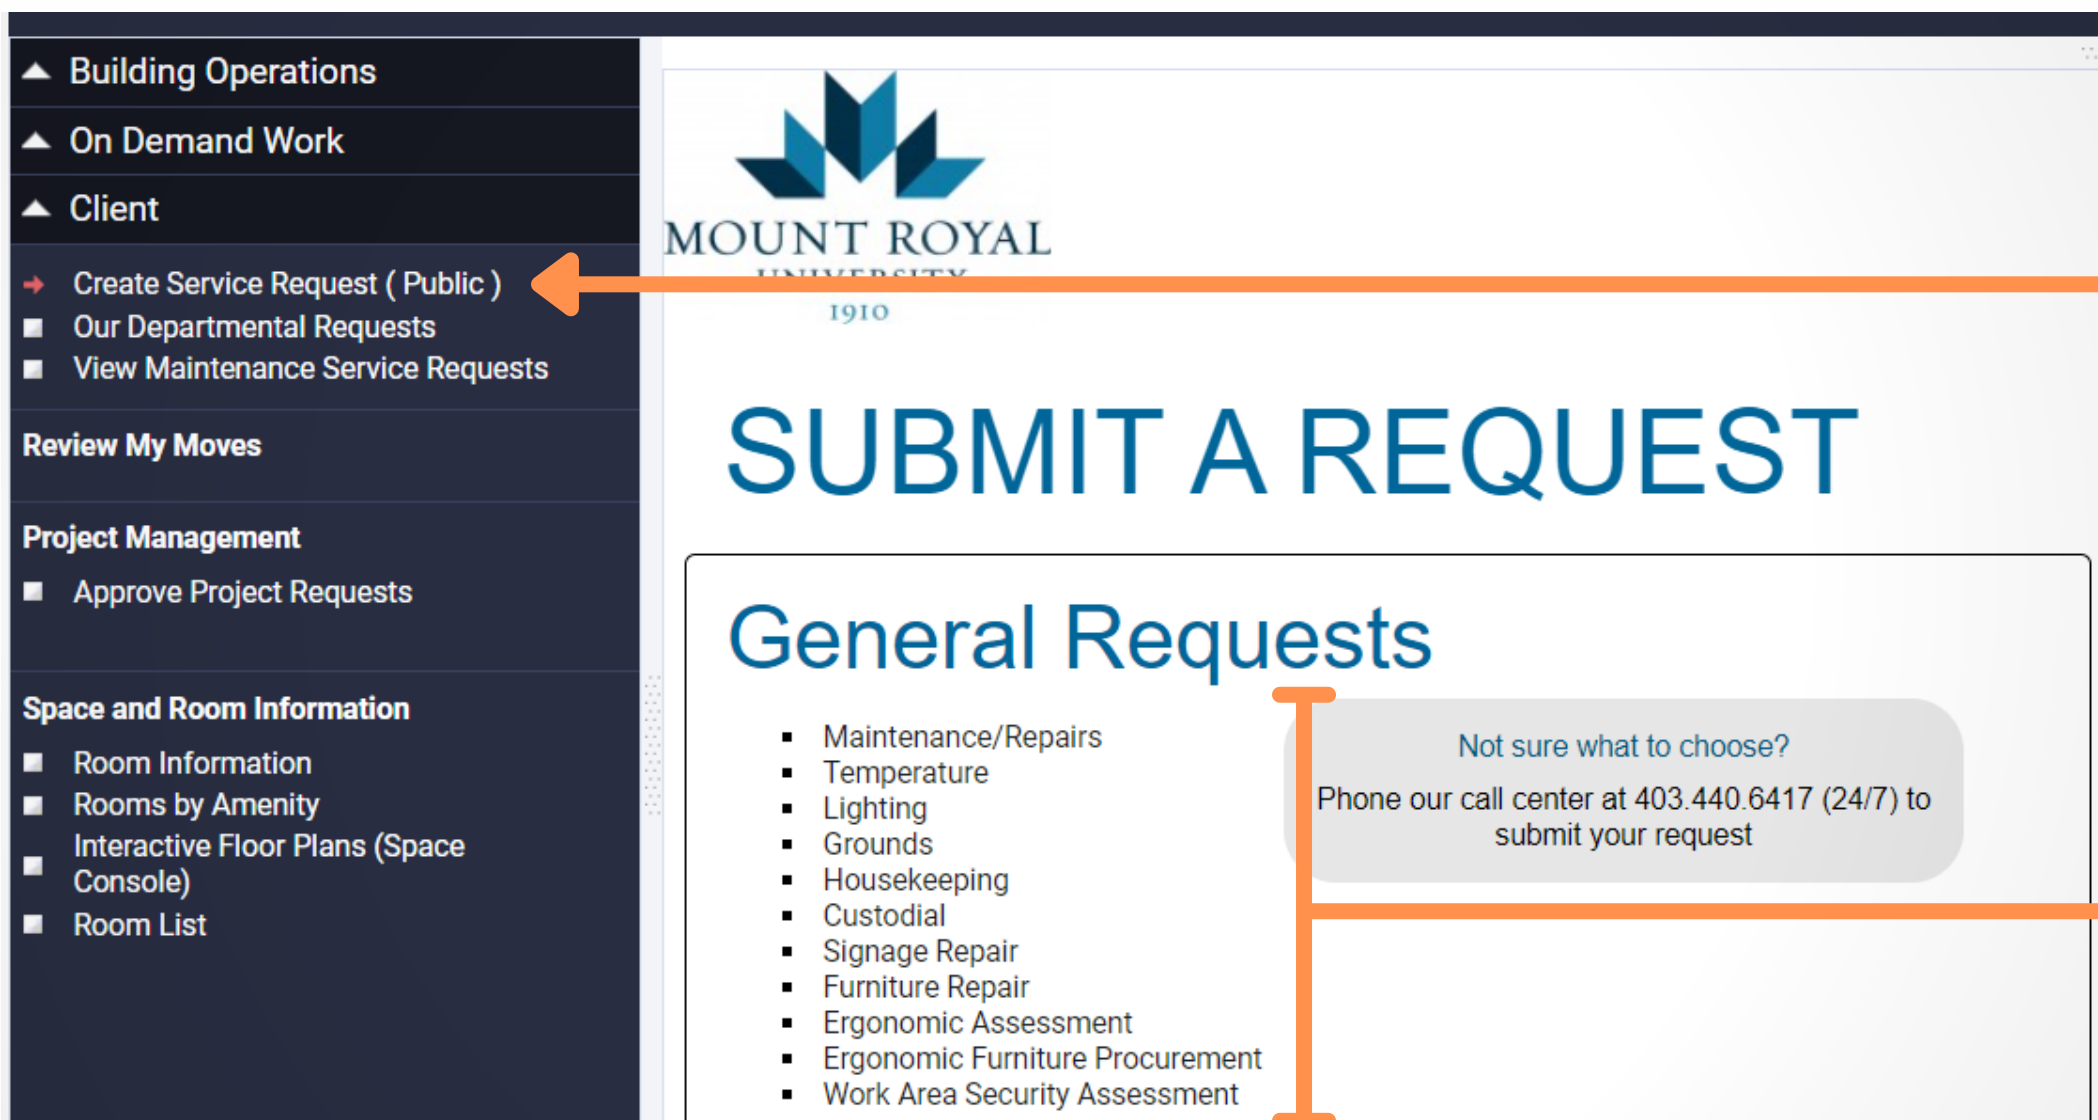 Building Operations
On Demand Work
Client
Create Service Request ( Public )
Our Departmental Requests
View Maintenance Service Requests
Review My Moves
Project Management
Approve Project Requests
Space and Room Information
Room Information
Rooms by Amenity
Interactive Floor Plans (Space
Console)
Room List
MOUNT ROYAL
UNIVERSITY
1910
SUBMIT A REQUEST
General Requests
Maintenance/Repairs
Temperature
Lighting
Grounds
Housekeeping
Custodial
Signage Repair
Furniture Repair
Ergonomic Assessment
Ergonomic Furniture Procurement
Work Area Security Assessment
Not sure what to choose?
Phone our call center at 403.440.6417 (24/7) to
submit your request